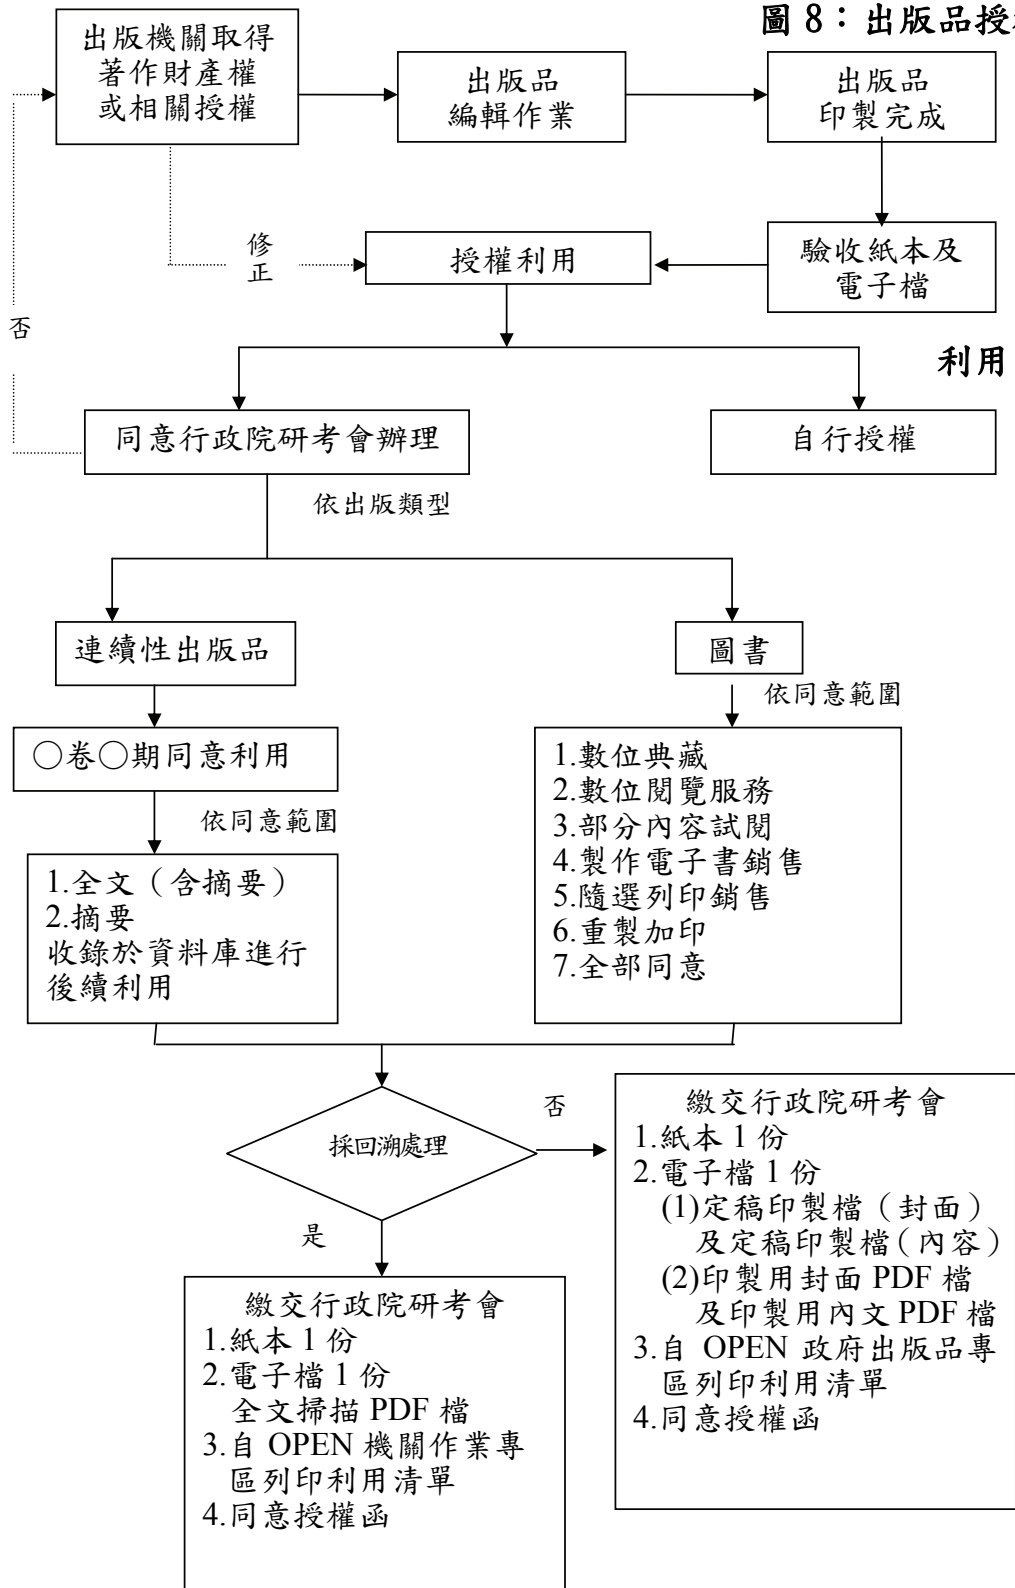 圖 8：出版品授
出版機關取得
著作財產權
或相關授權
出版品
編輯作業
出版品
印製完成
修
正
授權利用
驗收紙本及
電子檔
否
利用
同意行政院研考會辦理
自行授權
依出版類型
連續性出版品
圖書
依同意範圍
○卷○期同意利用
依同意範圍
1.全文（含摘要）
2.摘要
收錄於資料庫進行
後續利用
1.數位典藏
2.數位閱覽服務
3.部分內容試閱
4.製作電子書銷售
5.隨選列印銷售
6.重製加印
7.全部同意
採回溯處理
否
是
繳交行政院研考會
1.紙本 1 份
2.電子檔 1 份
(1)定稿印製檔（封面）
及定稿印製檔（內容）
(2)印製用封面 PDF 檔
及印製用內文 PDF 檔
3.自 OPEN 政府出版品專
區列印利用清單
4.同意授權函
繳交行政院研考會
1.紙本 1 份
2.電子檔 1 份
全文掃描 PDF 檔
3.自 OPEN 機關作業專
區列印利用清單
4.同意授權函